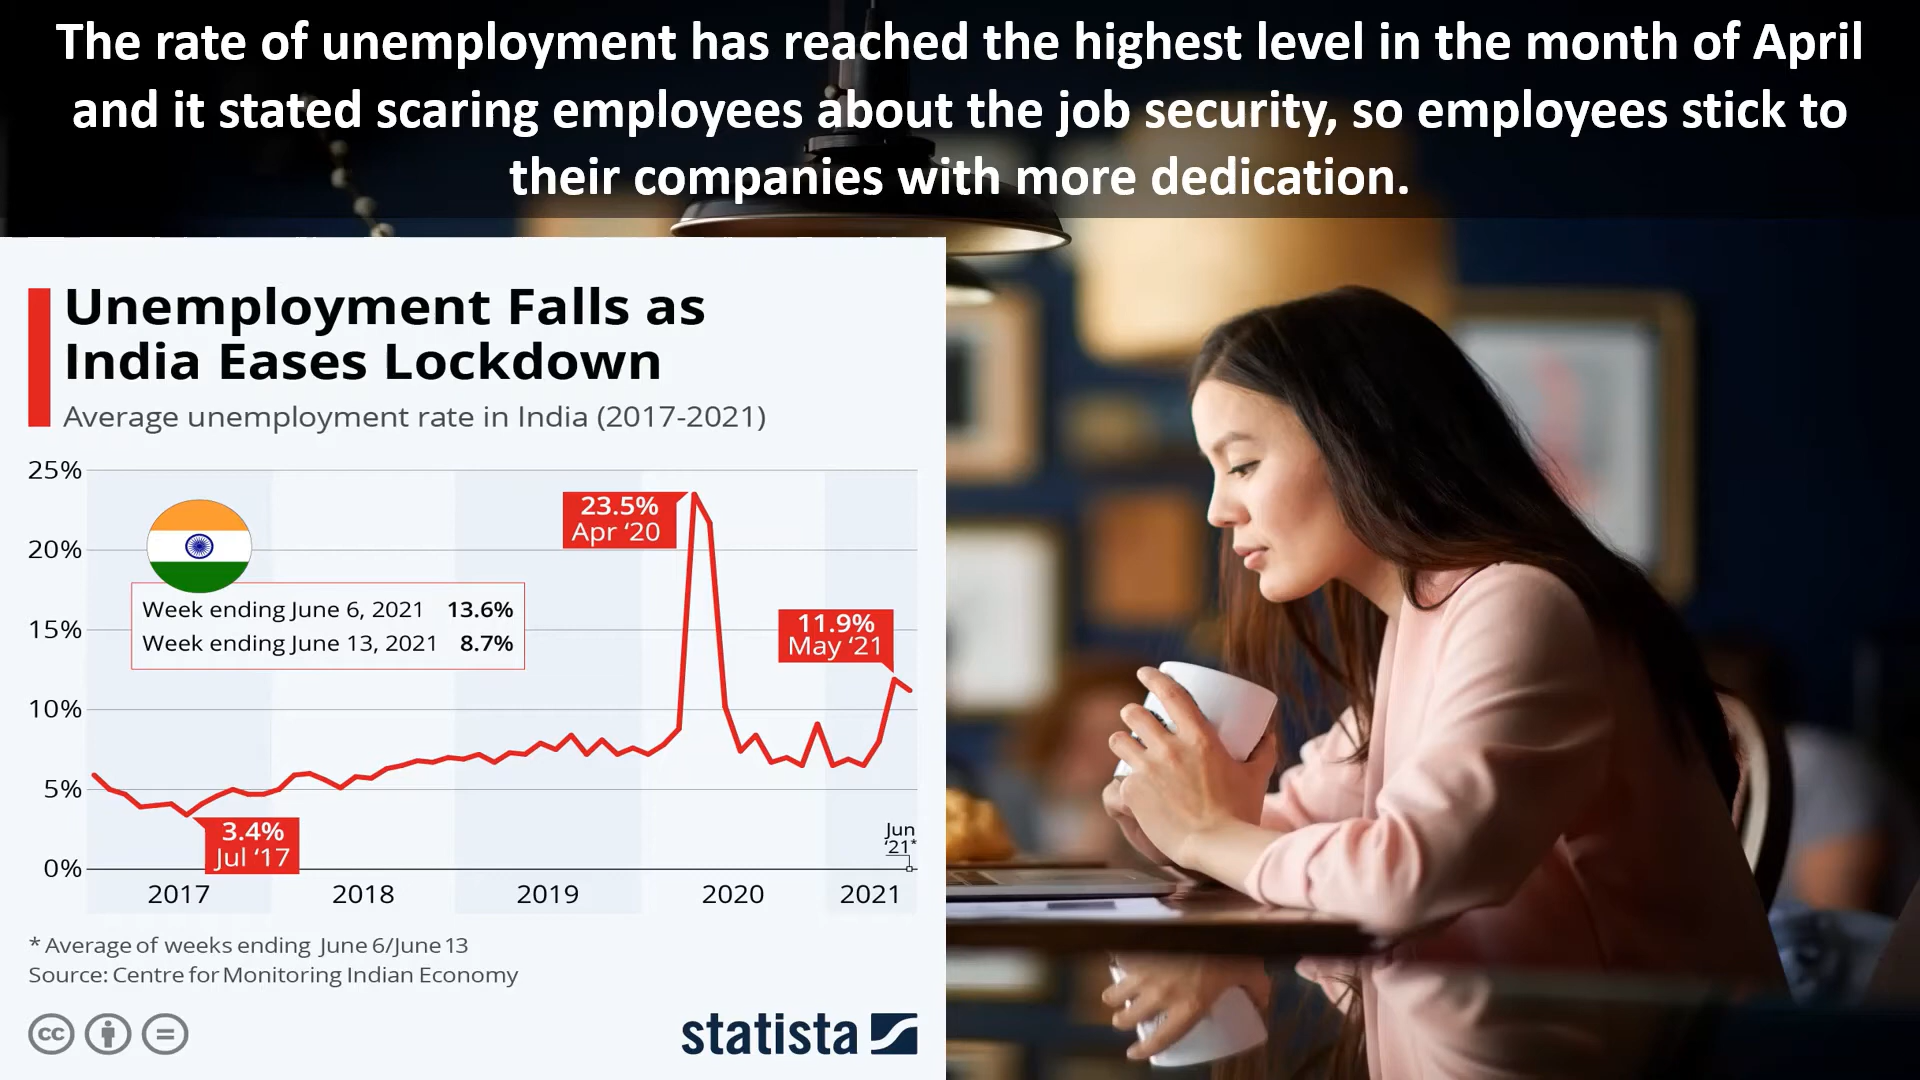 The rate of unemployment has reached the highest level in the month of April
and it stated scaring employees about the job security, so employees stick to
their companies with more dedication.
Unemployment Falls as
India Eases Lockdown
Average unemployment rate in India (2017-2021)
25%
20%
15%
10%
5%
0%
23.5%
Apr ‘20
Week ending June 6, 2021 13.6%
Week ending June 13, 2021 8.7%
11.9%
May ‘21
3.4%
Jul ‘17
Jun
‘21*
2017 2018 2019 2020 2021
* Average of weeks ending June 6/June 13
Source: Centre for Monitoring Indian Economy
cc
statista